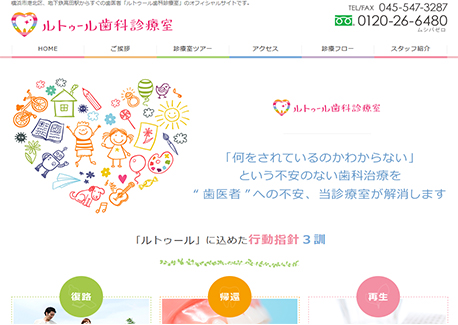 横浜市港北区、地下鉄高田駅からすぐの歯医者「ルトゥール歯科診療室」のオフィシャルサイトです。
ルトゥール歯科診療室
TEL/FAX 045-547-3287
0120-26-6480
ムシバゼロ
HOME ご挨拶 診療室ツアー アクセス 診療フロー スタッフ紹介
ルトゥール歯科診療室
「何をされているのかわからない」
という不安のない歯科治療を
“ 歯医者 ”への不安、当診療室が解消します
「ルトゥール」に込めた行動指針３訓
復路 帰還 再生